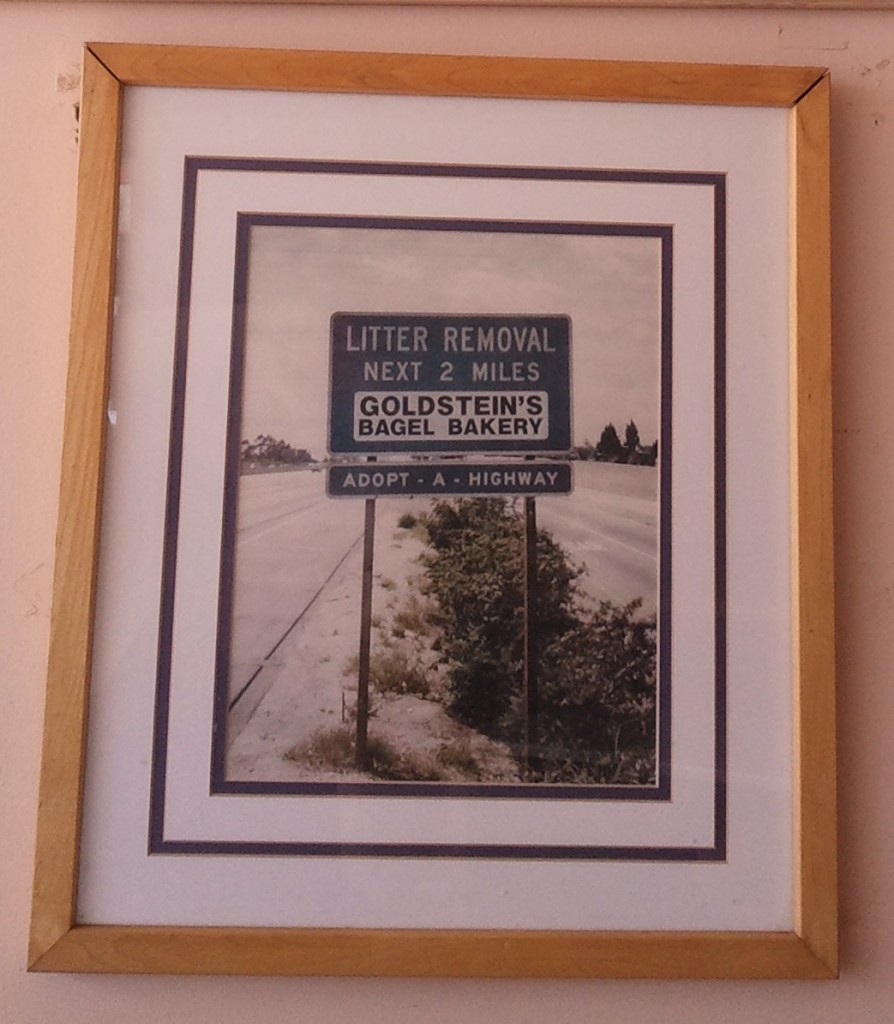 LITTER REMOVAL
NEXT 2 MILES
GOLDSTEIN'S
BAGEL BAKERY
ADOPT - A - HIGHWAY